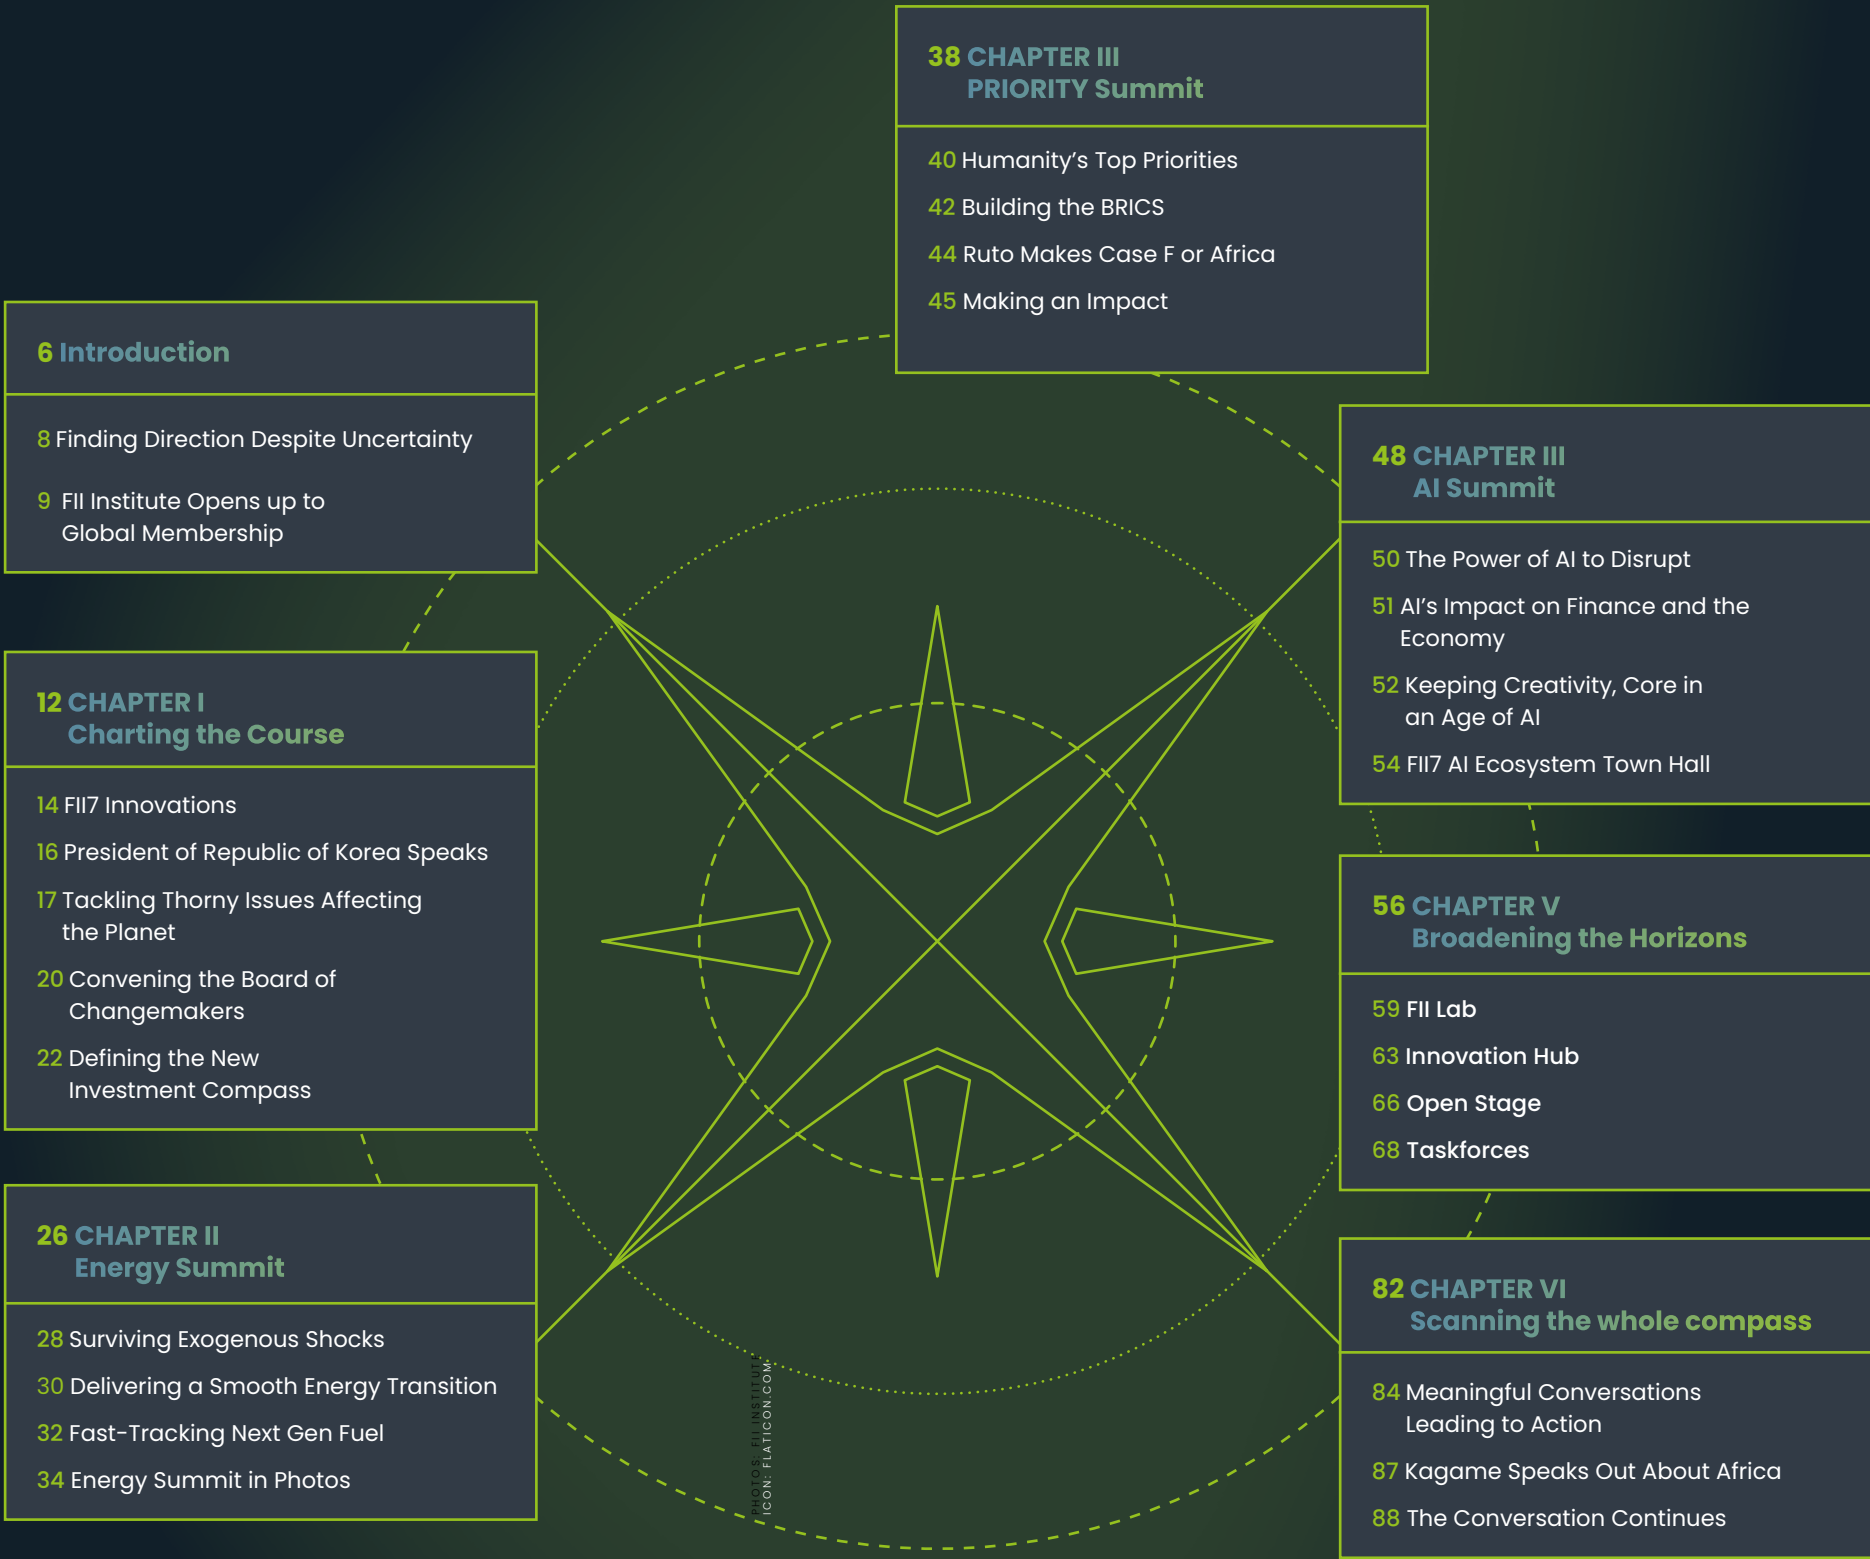 6 Introduction
8 Finding Direction Despite Uncertainty
9 FII Institute Opens up to
Global Membership
12 CHAPTER I
Charting the Course
14 FII7 Innovations
16 President of Republic of Korea Speaks
17 Tackling Thorny Issues Affecting
the Planet
20 Convening the Board of
Changemakers
22 Defining the New
Investment Compass
26 CHAPTER II
Energy Summit
28 Surviving Exogenous Shocks
30 Delivering a Smooth Energy Transition
32 Fast-Tracking Next Gen Fuel
34 Energy Summit in Photos
38 CHAPTER III
PRIORITY Summit
40 Humanity’s Top Priorities
42 Building the BRICS
44 Ruto Makes Case F or Africa
45 Making an Impact
48 CHAPTER III
AI Summit
50 The Power of AI to Disrupt
51 AI’s Impact on Finance and the
Economy
52 Keeping Creativity, Core in
an Age of AI
54 FII7 AI Ecosystem Town Hall
56 CHAPTER V
Broadening the Horizons
59 FII Lab
63 Innovation Hub
66 Open Stage
68 Taskforces
82 CHAPTER VI
Scanning the whole compass
84 Meaningful Conversations
Leading to Action
87 Kagame Speaks Out About Africa
88 The Conversation Continues
PHOTOS: FII INSTITUTE
ICON: FLATICON.COM